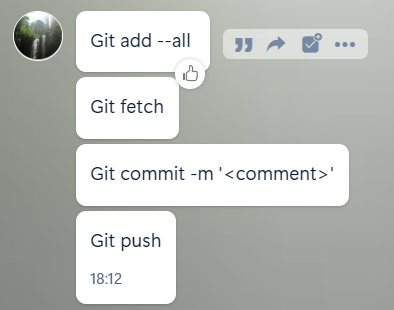 Git add --all
Git fetch
Git commit -m '<comment>'
Git push
18:12